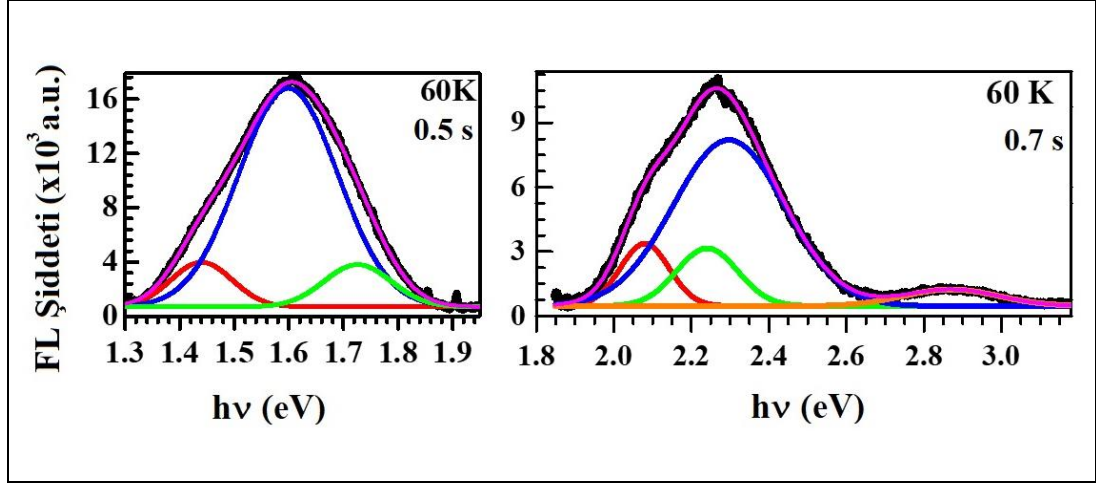 FL Şiddeti (x10³ a.u.)
16
12
8
4
0
60K
0.5 s
1.3 1.4 1.5 1.6 1.7 1.8 1.9
hν (eV)
9
6
3
0
60 K
0.7 s
1.8 2.0 2.2 2.4 2.6 2.8 3.0
hν (eV)